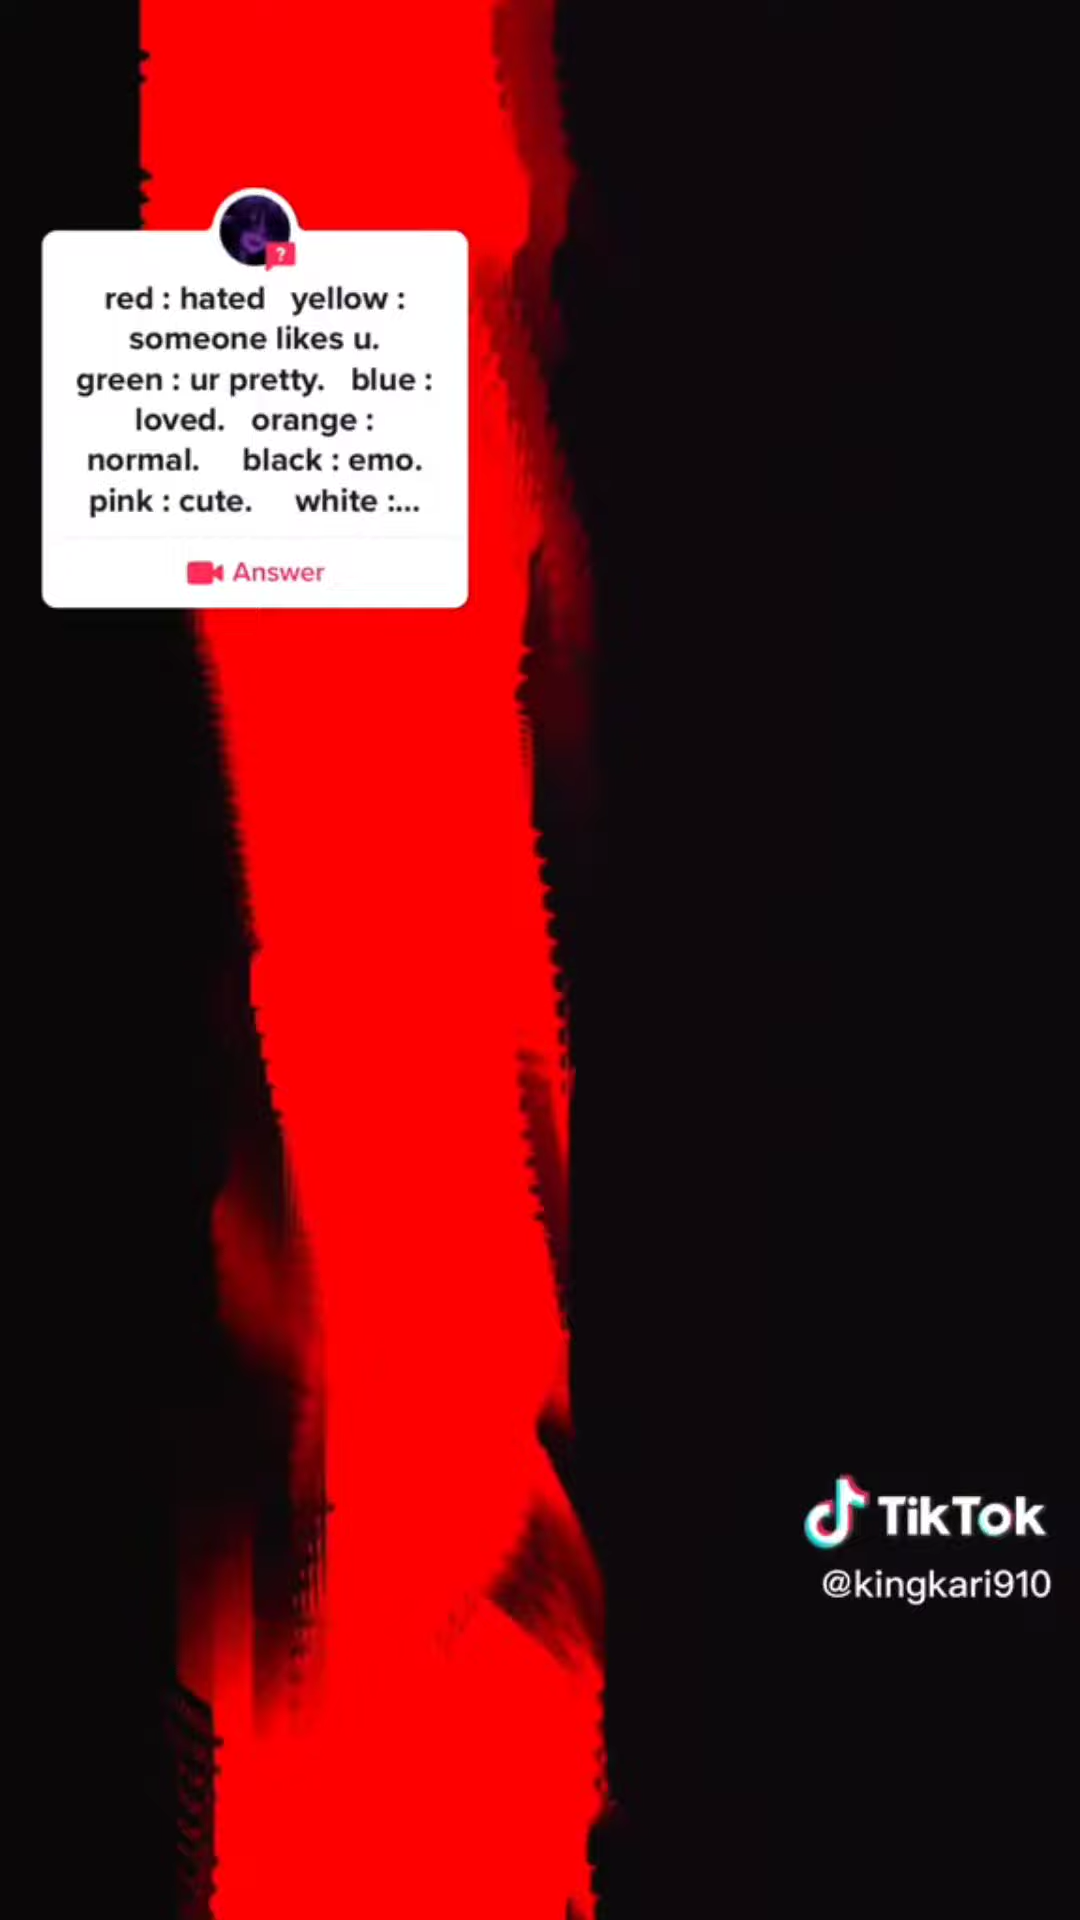 ?
red : hated   yellow :
someone likes u.
green : ur pretty.   blue :
loved.   orange :
normal.     black : emo.
pink : cute.     white :...
Answer
TikTok
@kingkari910